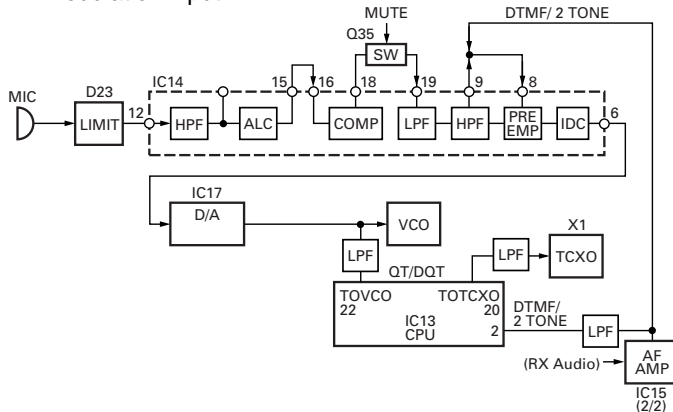 MUTE
DTMF/ 2 TONE
Q35
SW
IC14
15
16
18
19
9
8
MIC
D23
LIMIT
12
HPF
ALC
COMP
LPF
HPF
PRE
EMP
IDC
6
IC17
D/A
VCO
X1
LPF
LPF
TCXO
QT/DQT
TOVCO
22
TOTCXO
20
IC13
CPU
2
DTMF/
2 TONE
LPF
(RX Audio)
AF
AMP
IC15
(2/2)